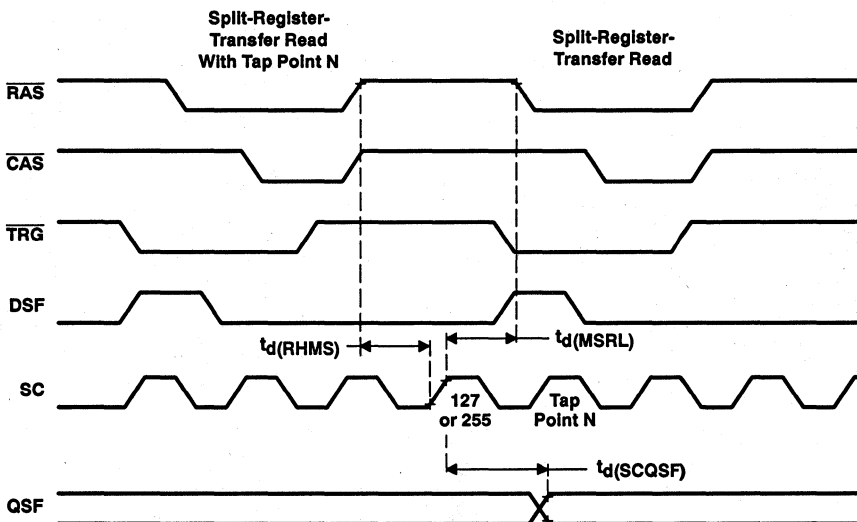 Split-Register-
Transfer Read
With Tap Point N
Split-Register-
Transfer Read
RAS
CAS
TRG
DSF
td(RHMS)
td(MSRL)
SC
127
or 255
Tap
Point N
td(SCQSF)
QSF